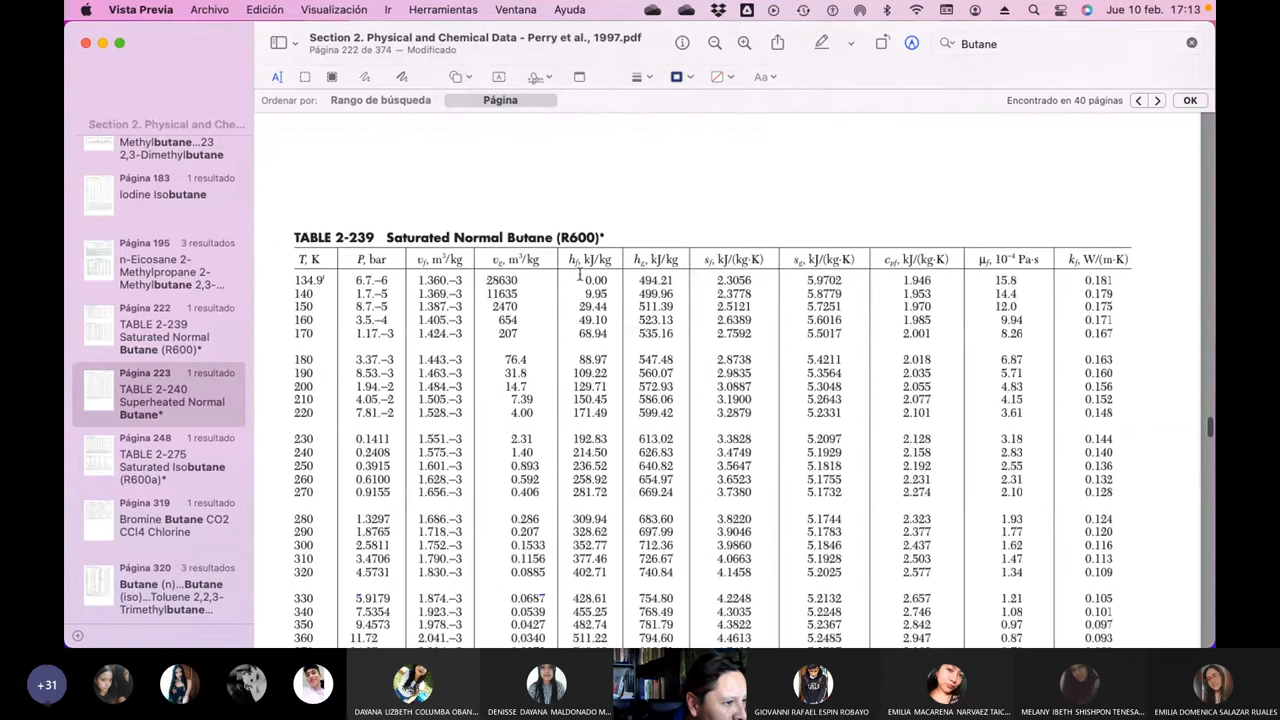 Vista Previa Archivo Edición Visualización Ir Herramientas Ventana Ayuda Jue 10 feb. 17:13
Section 2. Physical and Chemical Data - Perry et al., 1997.pdf
Página 222 de 374 — Modificado
Butane
Aa
Ordenar por: Rango de búsqueda Página Encontrado en 40 páginas OK
Section 2. Physical and Che...
Methylbutane...23
2,3-Dimethylbutane
Página 183 1 resultado
Iodine Isobutane
Página 195 3 resultados
n-Eicosane 2-
Methylpropane 2-
Methylbutane 2,3-...
Página 222 1 resultado
TABLE 2-239
Saturated Normal
Butane (R600)*
Página 223 1 resultado
TABLE 2-240
Superheated Normal
Butane*
Página 248 1 resultado
TABLE 2-275
Saturated Isobutane
(R600a)*
Página 319 1 resultado
Bromine Butane CO2
CCl4 Chlorine
Página 320 3 resultados
Butane (n)...Butane
(iso)...Toluene 2,2,3-
Trimethylbutane...
TABLE 2-239 Saturated Normal Butane (R600)*
T, K P, bar vf, m³/kg vg, m³/kg hf, kJ/kg hg, kJ/kg sf, kJ/(kg·K) sg, kJ/(kg·K) cpf, kJ/(kg·K) μf, 10⁻⁴ Pa·s kf, W/(m·K)
134.9ᵗ 6.7.−6 1.360.−3 28630 0.00 494.21 2.3056 5.9702 1.946 15.8 0.181
140 1.7.−5 1.369.−3 11635 9.95 499.96 2.3778 5.8779 1.953 14.4 0.179
150 8.7.−5 1.387.−3 2470 29.44 511.39 2.5121 5.7251 1.970 12.0 0.175
160 3.5.−4 1.405.−3 654 49.10 523.13 2.6389 5.6016 1.985 9.94 0.171
170 1.17.−3 1.424.−3 207 68.94 535.16 2.7592 5.5017 2.001 8.26 0.167
180 3.37.−3 1.443.−3 76.4 88.97 547.48 2.8738 5.4211 2.018 6.87 0.163
190 8.53.−3 1.463.−3 31.8 109.22 560.07 2.9835 5.3564 2.035 5.71 0.160
200 1.94.−2 1.484.−3 14.7 129.71 572.93 3.0887 5.3048 2.055 4.83 0.156
210 4.05.−2 1.505.−3 7.39 150.45 586.06 3.1900 5.2643 2.077 4.15 0.152
220 7.81.−2 1.528.−3 4.00 171.49 599.42 3.2879 5.2331 2.101 3.61 0.148
230 0.1411 1.551.−3 2.31 192.83 613.02 3.3828 5.2097 2.128 3.18 0.144
240 0.2408 1.575.−3 1.40 214.50 626.83 3.4749 5.1929 2.158 2.83 0.140
250 0.3915 1.601.−3 0.893 236.52 640.82 3.5647 5.1818 2.192 2.55 0.136
260 0.6100 1.628.−3 0.592 258.92 654.97 3.6523 5.1755 2.231 2.31 0.132
270 0.9155 1.656.−3 0.406 281.72 669.24 3.7380 5.1732 2.274 2.10 0.128
280 1.3297 1.686.−3 0.286 309.94 683.60 3.8220 5.1744 2.323 1.93 0.124
290 1.8765 1.718.−3 0.207 328.62 697.99 3.9046 5.1783 2.377 1.77 0.120
300 2.5811 1.752.−3 0.1533 352.77 712.36 3.9860 5.1846 2.437 1.62 0.116
310 3.4706 1.790.−3 0.1156 377.46 726.67 4.0663 5.1928 2.503 1.47 0.113
320 4.5731 1.830.−3 0.0885 402.71 740.84 4.1458 5.2025 2.577 1.34 0.109
330 5.9179 1.874.−3 0.0687 428.61 754.80 4.2248 5.2132 2.657 1.21 0.105
340 7.5354 1.923.−3 0.0539 455.25 768.49 4.3035 5.2248 2.746 1.08 0.101
350 9.4573 1.978.−3 0.0427 482.74 781.79 4.3822 5.2367 2.842 0.97 0.097
360 11.72 2.041.−3 0.0340 511.22 794.60 4.4613 5.2485 2.947 0.87 0.093
+31
DAYANA LIZBETH COLUMBA OBAN...
DENISSE DAYANA MALDONADO M...
GIOVANNI RAFAEL ESPIN ROBAYO
EMILIA MACARENA NARVAEZ TAIC...
MELANY IBETH SHISHPON TENESA...
EMILIA DOMENICA SALAZAR RUALES